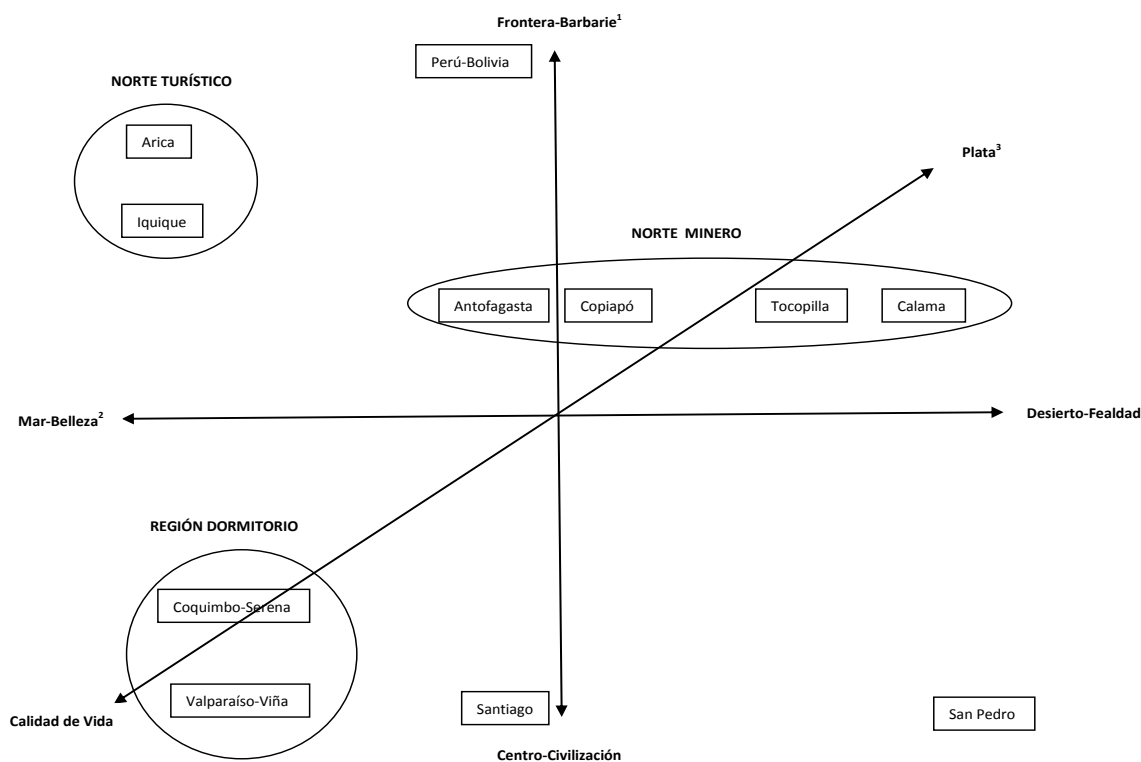 Frontera-Barbarie¹
Perú-Bolivia
NORTE TURÍSTICO
Arica
Plata³
Iquique
NORTE MINERO
Antofagasta
Copiapó
Tocopilla
Calama
Mar-Belleza²
Desierto-Fealdad
REGIÓN DORMITORIO
Coquimbo-Serena
Valparaíso-Viña
Santiago
San Pedro
Calidad de Vida
Centro-Civilización